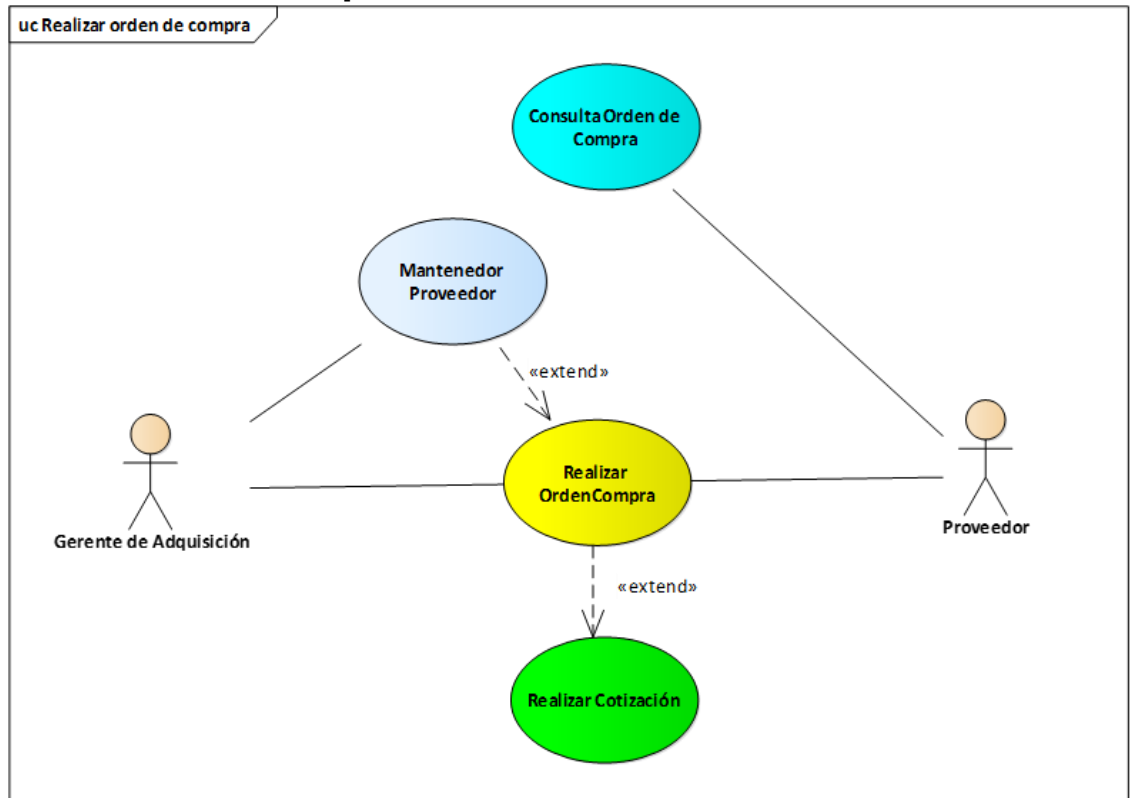 uc Realizar orden de compra
Consulta Orden de
Compra
Mantenedor
Proveedor
«extend»
Realizar
OrdenCompra
Gerente de Adquisición
Proveedor
«extend»
Realizar Cotización